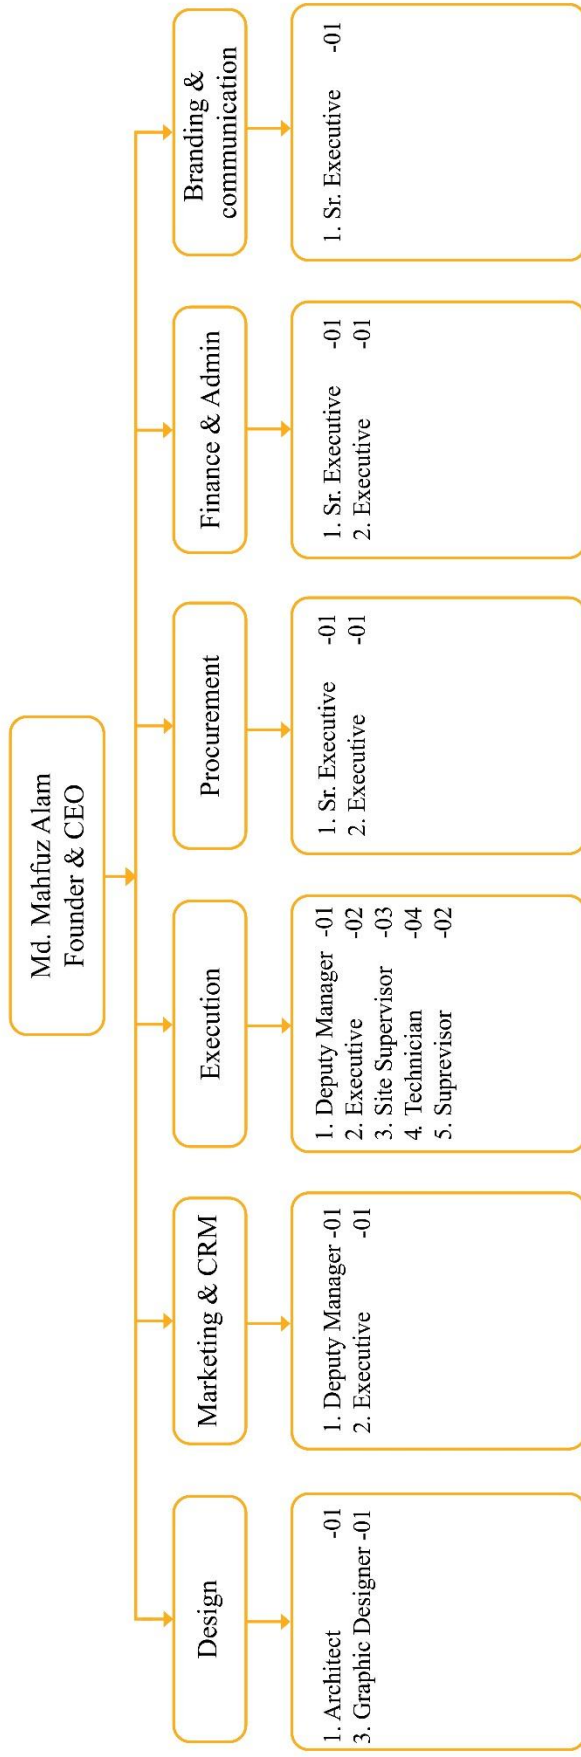 Md. Mahfuz Alam
Founder & CEO
Design
Marketing & CRM
Execution
Procurement
Finance & Admin
Branding &
communication
1. Architect -01
3. Graphic Designer -01
1. Deputy Manager -01
2. Executive -01
1. Deputy Manager -01
2. Executive -02
3. Site Supervisor -03
4. Technician -04
5. Suprevisor -02
1. Sr. Executive -01
2. Executive -01
1. Sr. Executive -01
2. Executive -01
1. Sr. Executive -01